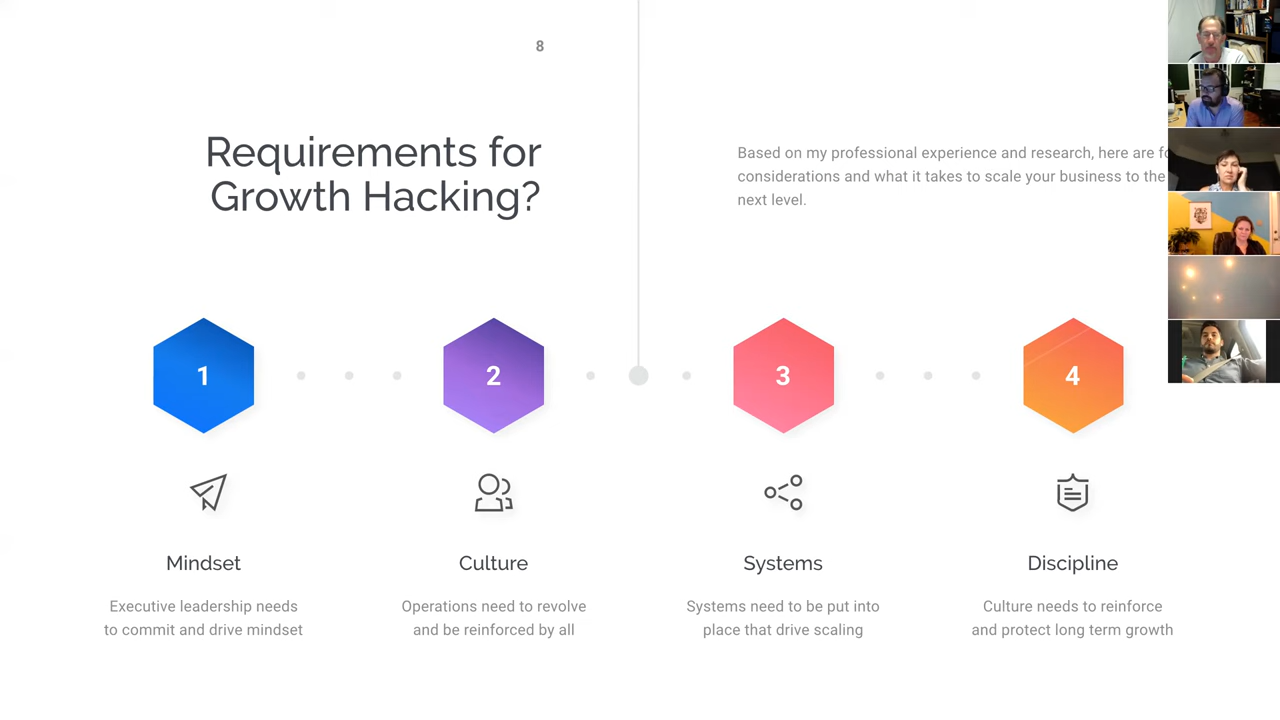 8
Requirements for
Growth Hacking?
Based on my professional experience and research, here are
considerations and what it takes to scale your business to the
next level.
1
2
3
4
Mindset
Culture
Systems
Discipline
Executive leadership needs
to commit and drive mindset
Operations need to revolve
and be reinforced by all
Systems need to be put into
place that drive scaling
Culture needs to reinforce
and protect long term growth